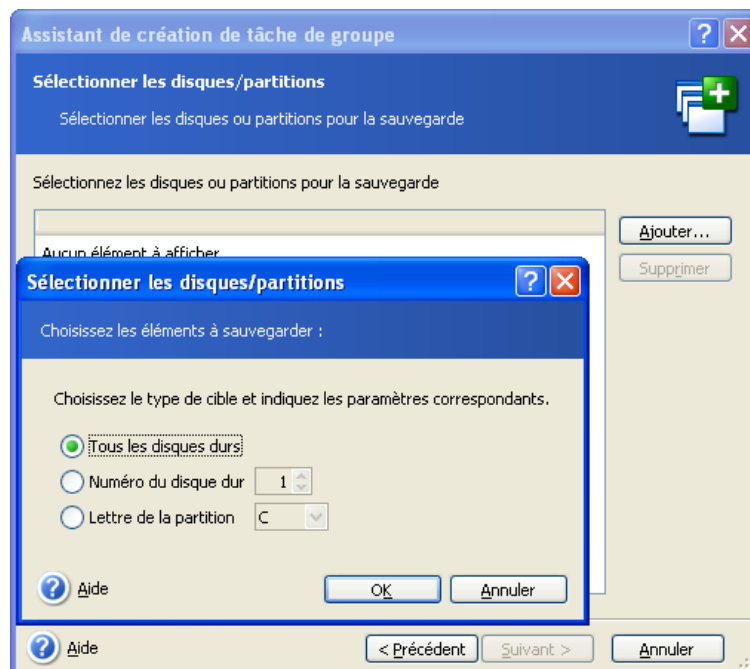 Assistant de création de tâche de groupe
Sélectionner les disques/partitions
Sélectionner les disques ou partitions pour la sauvegarde
Sélectionnez les disques ou partitions pour la sauvegarde
Ajouter...
Aucun élément à afficher
Supprimer
Sélectionner les disques/partitions
Choisissez les éléments à sauvegarder :
Choisissez le type de cible et indiquez les paramètres correspondants.
Tous les disques durs
Numéro du disque dur 1
Lettre de la partition C
Aide OK Annuler
Aide < Précédent Suivant > Annuler